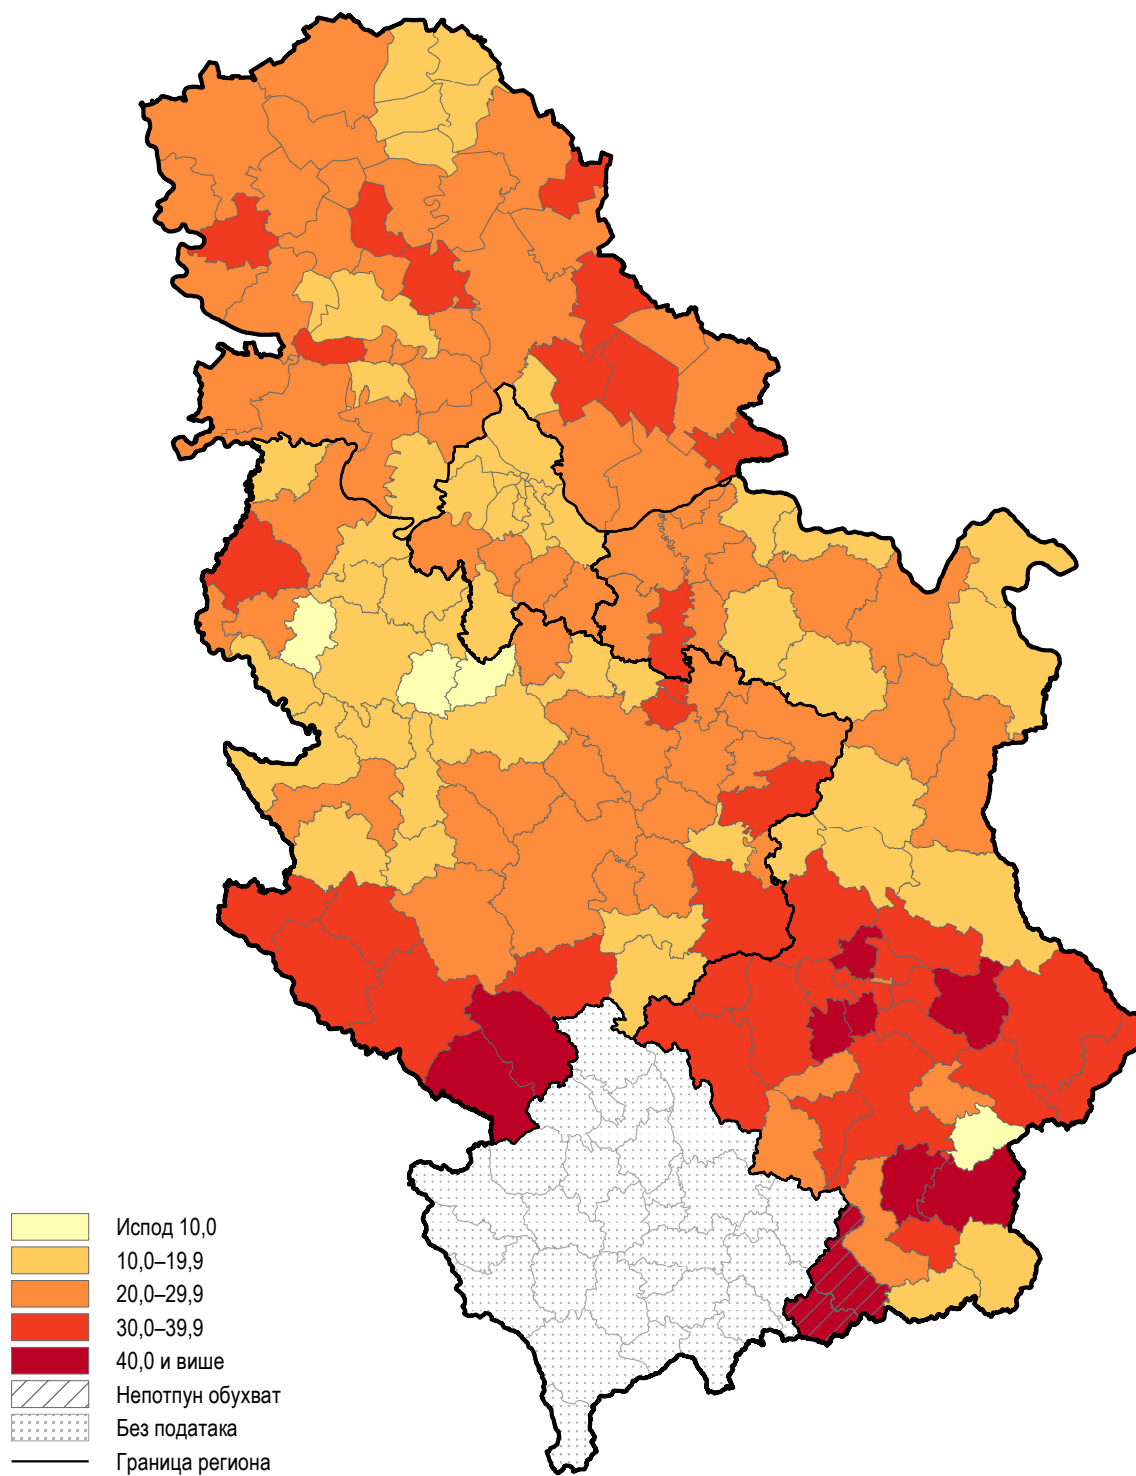 Испод 10,0
10,0–19,9
20,0–29,9
30,0–39,9
40,0 и више
Непотпун обухват
Без података
Граница региона